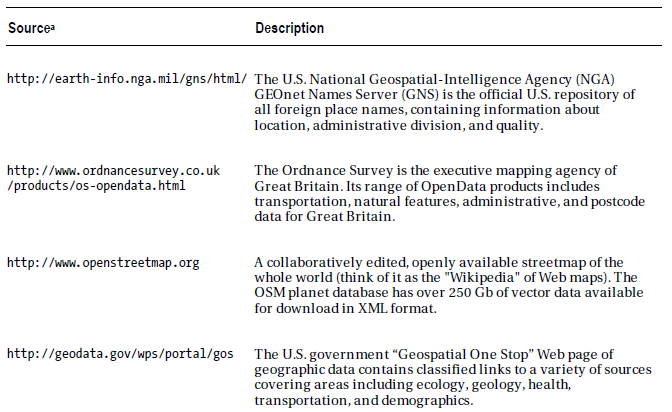 Sourceᵃ Description
http://earth-info.nga.mil/gns/html/ The U.S. National Geospatial-Intelligence Agency (NGA)
GEOnet Names Server (GNS) is the official U.S. repository of
all foreign place names, containing information about
location, administrative division, and quality.
http://www.ordnancesurvey.co.uk The Ordnance Survey is the executive mapping agency of
/products/os-opendata.html Great Britain. Its range of OpenData products includes
transportation, natural features, administrative, and postcode
data for Great Britain.
http://www.openstreetmap.org A collaboratively edited, openly available streetmap of the
whole world (think of it as the "Wikipedia" of Web maps). The
OSM planet database has over 250 Gb of vector data available
for download in XML format.
http://geodata.gov/wps/portal/gos The U.S. government “Geospatial One Stop” Web page of
geographic data contains classified links to a variety of sources
covering areas including ecology, geology, health,
transportation, and demographics.